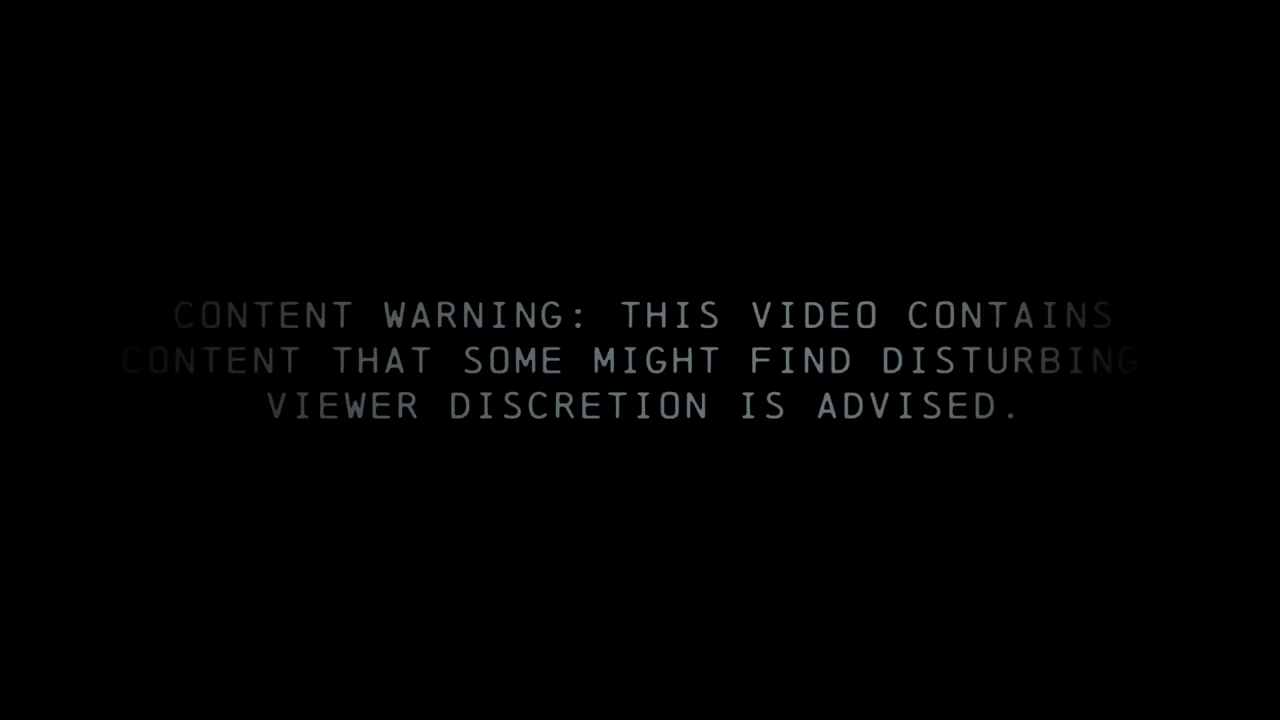 CONTENT WARNING: THIS VIDEO CONTAINS
CONTENT THAT SOME MIGHT FIND DISTURBING
VIEWER DISCRETION IS ADVISED.